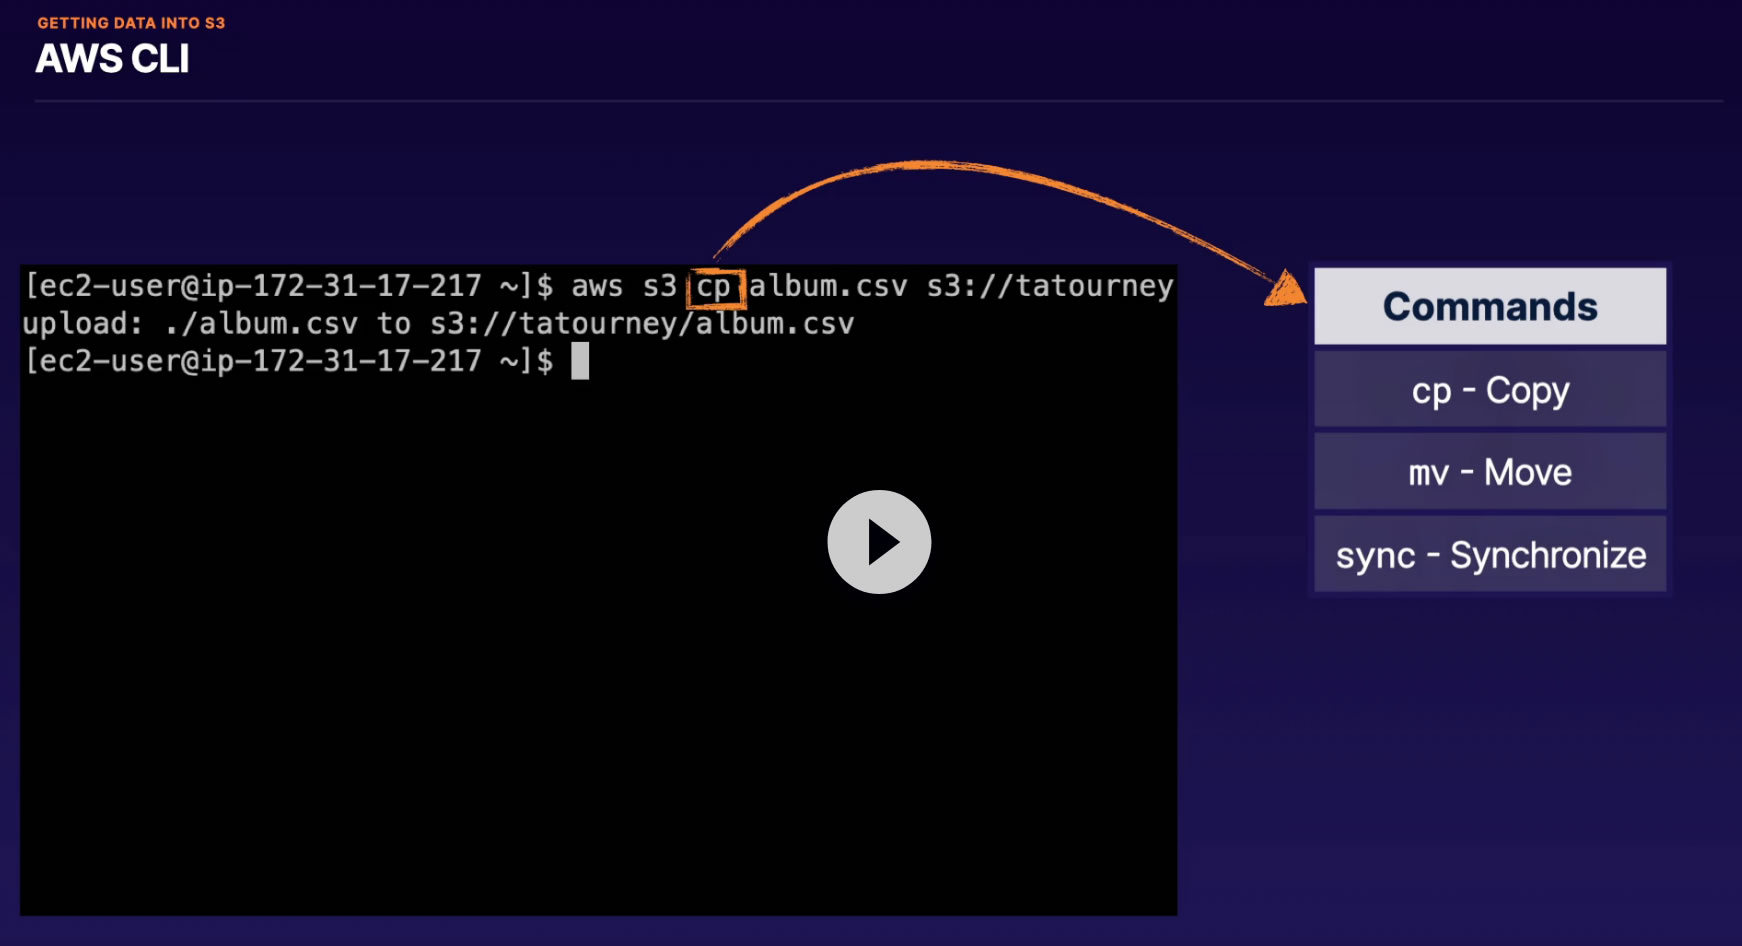 GETTING DATA INTO S3
AWS CLI
[ec2-user@ip-172-31-17-217 ~]$ aws s3 cp album.csv s3://tatourney
upload: ./album.csv to s3://tatourney/album.csv
[ec2-user@ip-172-31-17-217 ~]$
Commands
cp - Copy
mv - Move
sync - Synchronize